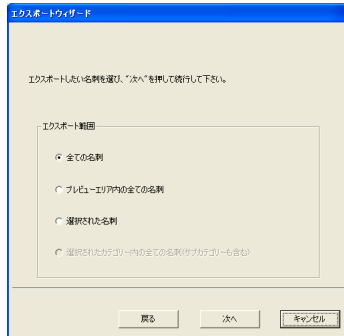 エクスポートウィザード
エクスポートしたい名刺を選び、"次へ"を押して続行して下さい。
エクスポート範囲
全ての名刺
プレビューエリア内の全ての名刺
選択された名刺
選択されたカテゴリー内の全ての名刺(サブカテゴリーも含む)
戻る
次へ
キャンセル